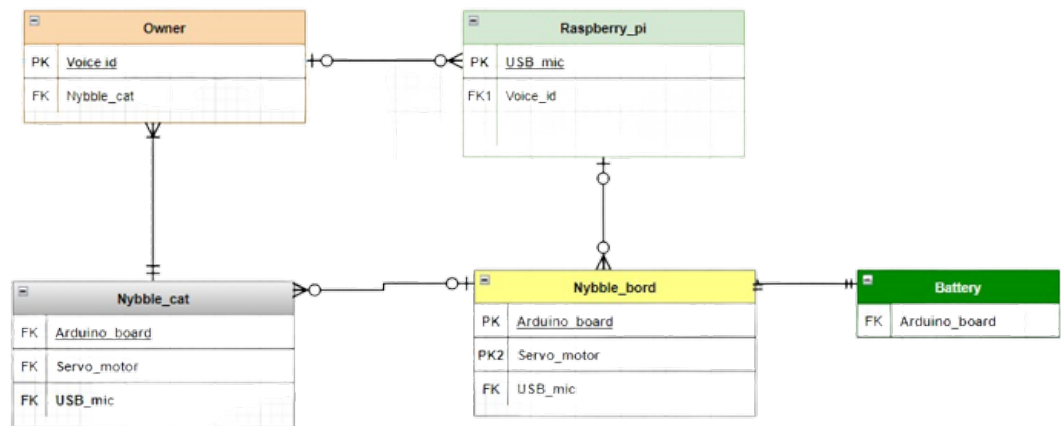 Owner
PK Voice id
FK Nybble_cat
Raspberry_pi
PK USB_mic
FK1 Voice_id
Nybble_cat
FK Arduino_board
FK Servo_motor
FK USB_mic
Nybble_bord
PK Arduino_board
PK2 Servo_motor
FK USB_mic
Battery
FK Arduino_board